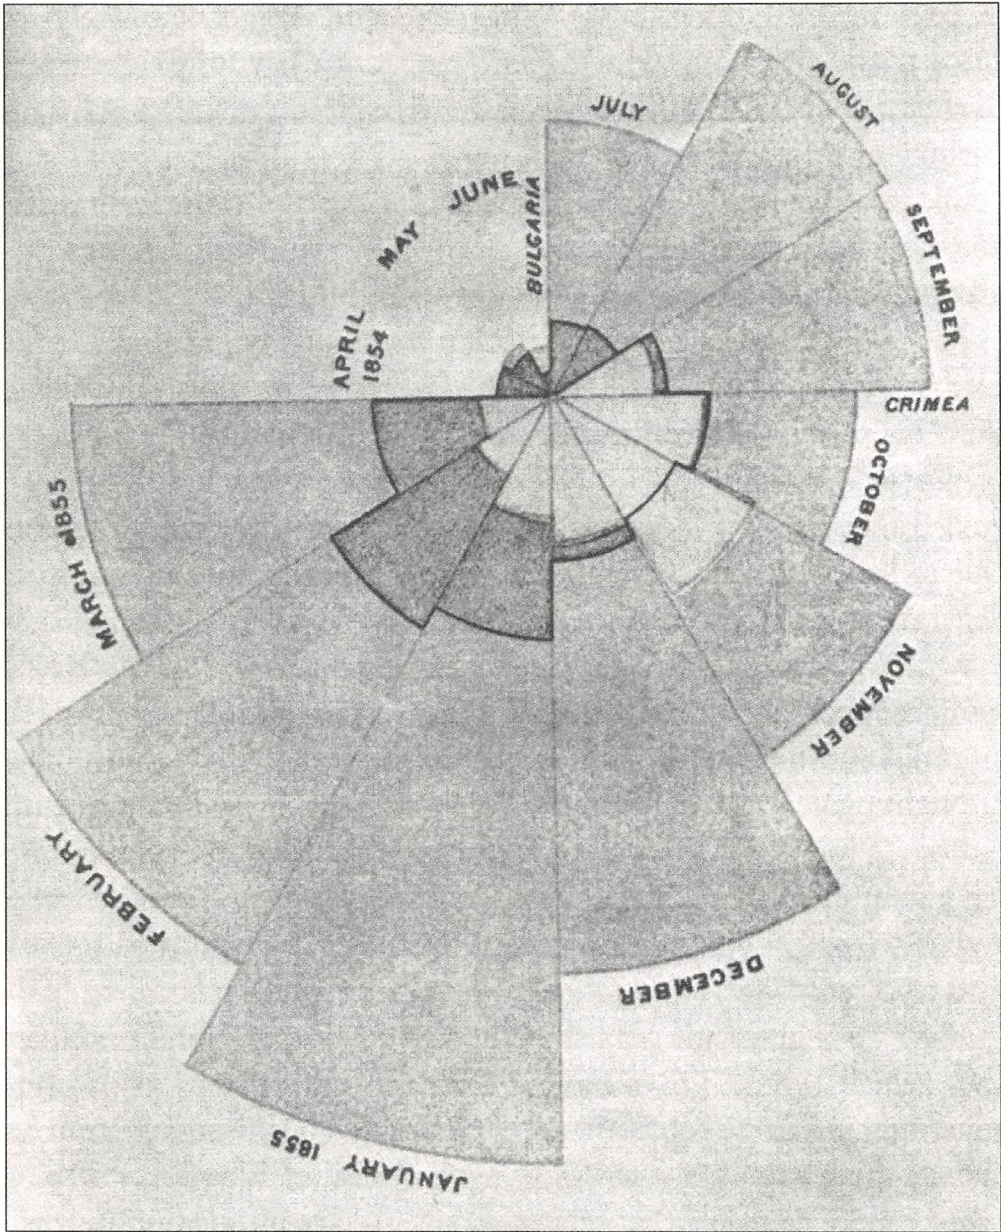 APRIL
1854
MAY
JUNE
BULGARIA
JULY
AUGUST
SEPTEMBER
CRIMEA
OCTOBER
NOVEMBER
DECEMBER
JANUARY 1855
FEBRUARY
MARCH 1855